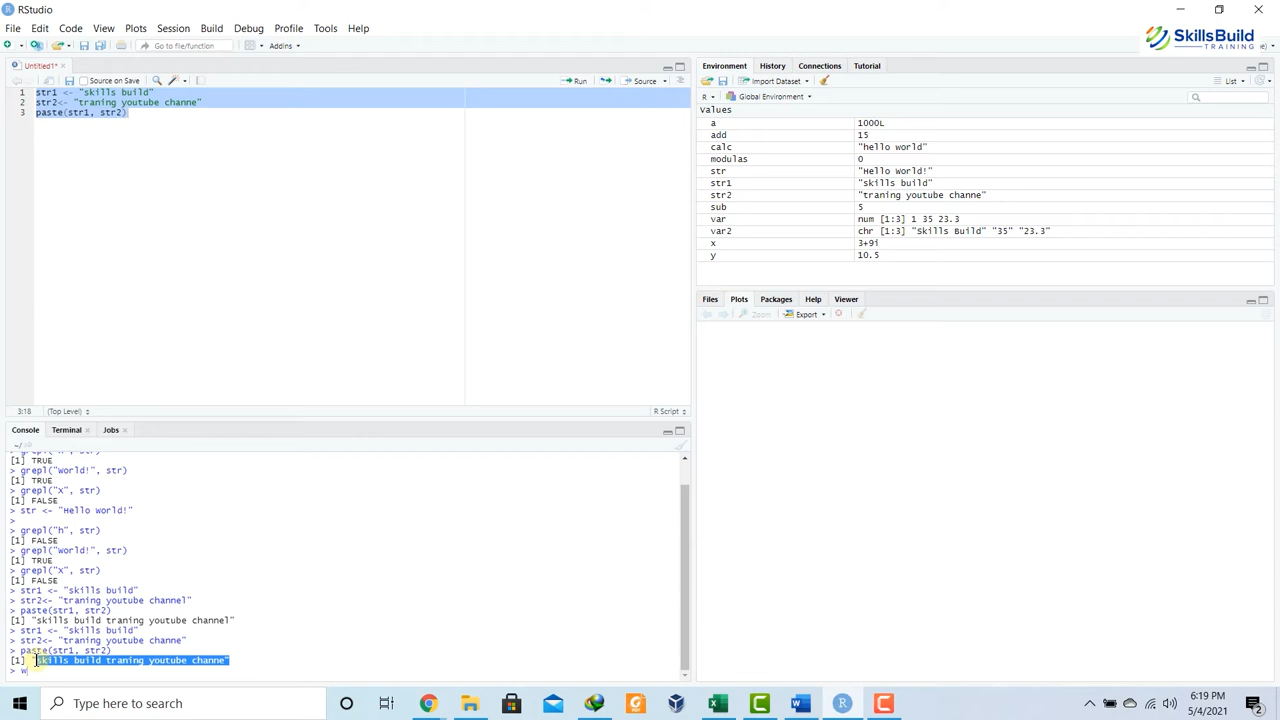 RStudio
File Edit Code View Plots Session Build Debug Profile Tools Help
Go to file/function Addins
SkillsBuild
TRAINING
Untitled1*
Source on Save Run Source
1 str1 <- "skills build"
2 str2<- "traning youtube channe"
3 paste(str1, str2)
3:18 (Top Level) R Script
Console Terminal Jobs
~/
[1] TRUE
> grepl("World!", str)
[1] TRUE
> grepl("X", str)
[1] FALSE
> str <- "Hello World!"
>
> grepl("h", str)
[1] FALSE
> grepl("World!", str)
[1] TRUE
> grepl("X", str)
[1] FALSE
> str1 <- "skills build"
> str2<- "traning youtube channel"
> paste(str1, str2)
[1] "skills build traning youtube channel"
> str1 <- "skills build"
> str2<- "traning youtube channe"
> paste(str1, str2)
[1] "skills build traning youtube channe"
> w
Environment History Connections Tutorial
Import Dataset List
R Global Environment
Values
a 1000L
add 15
calc "hello world"
modulas 0
str "Hello World!"
str1 "skills build"
str2 "traning youtube channe"
sub 5
var num [1:3] 1 35 23.3
var2 chr [1:3] "Skills Build" "35" "23.3"
x 3+9i
y 10.5
Files Plots Packages Help Viewer
Zoom Export
Type here to search
6:19 PM
5/4/2021
2